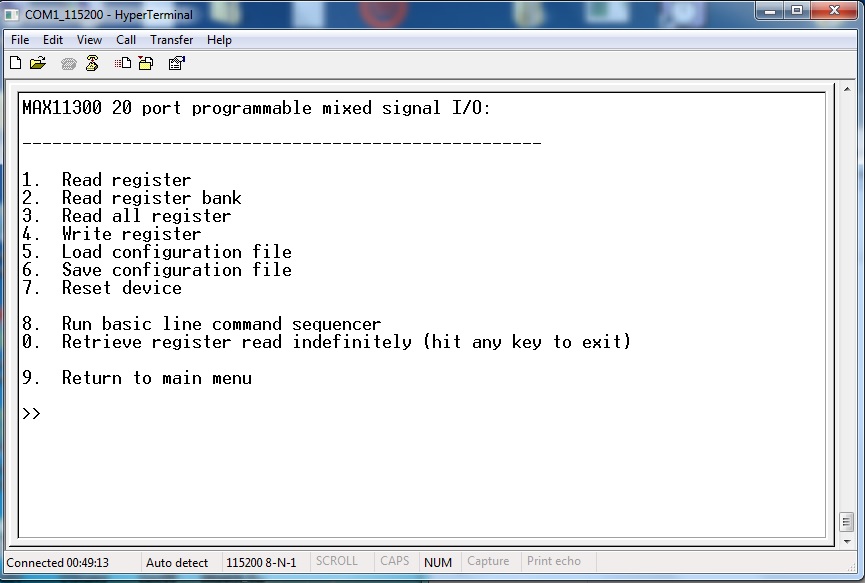 COM1_115200 - HyperTerminal
File Edit View Call Transfer Help
MAX11300 20 port programmable mixed signal I/O:
----------------------------------------------------
1. Read register
2. Read register bank
3. Read all register
4. Write register
5. Load configuration file
6. Save configuration file
7. Reset device
8. Run basic line command sequencer
0. Retrieve register read indefinitely (hit any key to exit)
9. Return to main menu
>>
Connected 00:49:13 Auto detect 115200 8-N-1 SCROLL CAPS NUM Capture Print echo